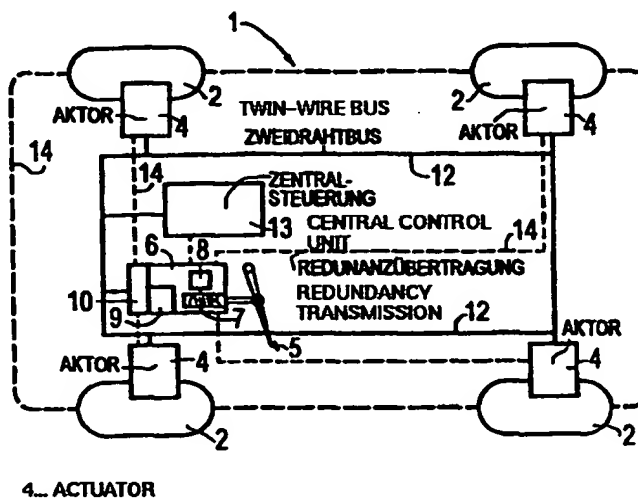 1
2
2
AKTOR
4
TWIN-WIRE BUS
ZWEIDRAHTBUS
AKTOR
4
14
14
12
ZENTRAL-
STEUERUNG
13
CENTRAL CONTROL
UNIT
14
6
8
REDUNANZÜBERTRAGUNG
REDUNDANCY
TRANSMISSION
10
9
7
12
5
AKTOR
AKTOR
4
4
2
2
4... ACTUATOR